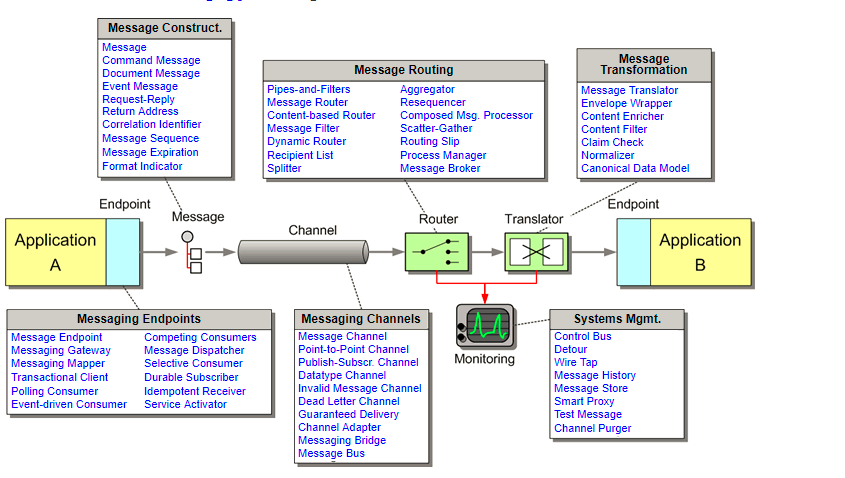 Message Construct.
Message
Command Message
Document Message
Event Message
Request-Reply
Return Address
Correlation Identifier
Message Sequence
Message Expiration
Format Indicator
Message Routing
Pipes-and-Filters
Message Router
Content-based Router
Message Filter
Dynamic Router
Recipient List
Splitter
Aggregator
Resequencer
Composed Msg. Processor
Scatter-Gather
Routing Slip
Process Manager
Message Broker
Message
Transformation
Message Translator
Envelope Wrapper
Content Enricher
Content Filter
Claim Check
Normalizer
Canonical Data Model
Endpoint
Message
Channel
Router
Translator
Endpoint
Application
A
Application
B
Messaging Endpoints
Message Endpoint
Messaging Gateway
Messaging Mapper
Transactional Client
Polling Consumer
Event-driven Consumer
Competing Consumers
Message Dispatcher
Selective Consumer
Durable Subscriber
Idempotent Receiver
Service Activator
Messaging Channels
Message Channel
Point-to-Point Channel
Publish-Subscr. Channel
Datatype Channel
Invalid Message Channel
Dead Letter Channel
Guaranteed Delivery
Channel Adapter
Messaging Bridge
Message Bus
Monitoring
Systems Mgmt.
Control Bus
Detour
Wire Tap
Message History
Message Store
Smart Proxy
Test Message
Channel Purger